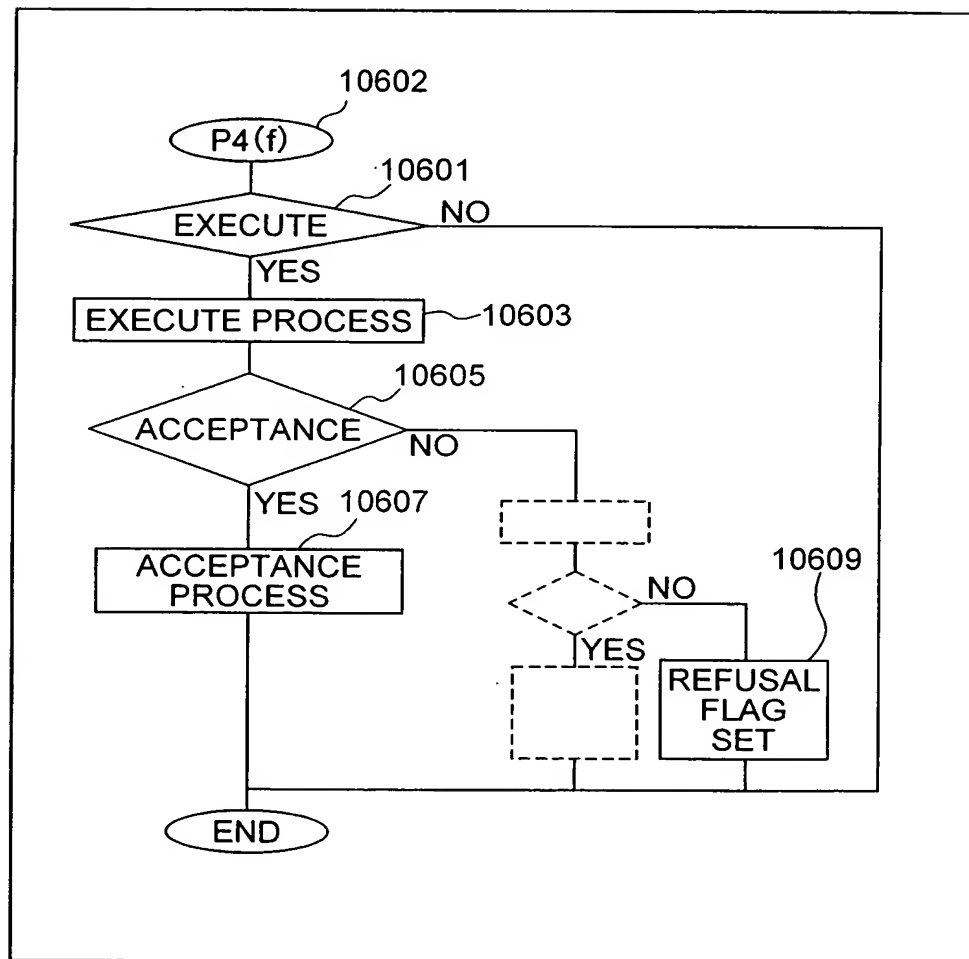 10602
P4(f)
10601
EXECUTE
NO
YES
EXECUTE PROCESS
10603
10605
ACCEPTANCE
NO
YES
10607
ACCEPTANCE
PROCESS
10609
NO
YES
REFUSAL
FLAG
SET
END